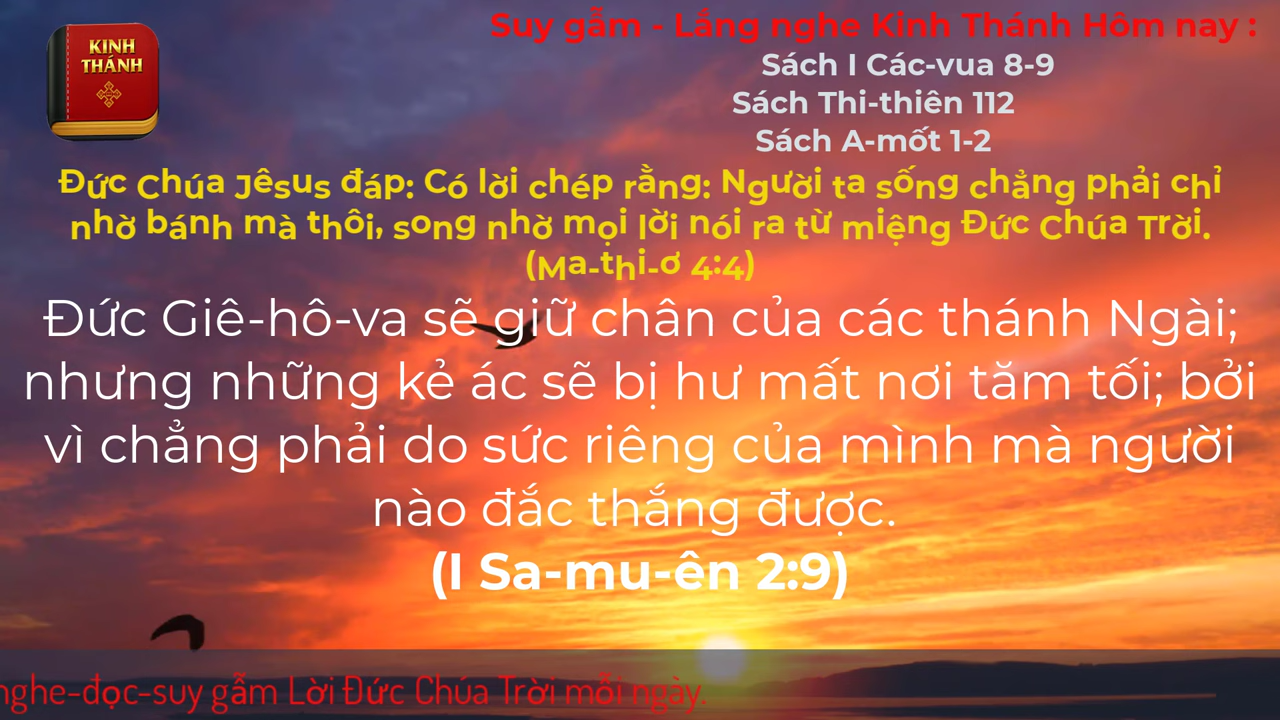 KINH
THÁNH
Suy gẫm - Lắng nghe Kinh Thánh Hôm nay :
Sách I Các-vua 8-9
Sách Thi-thiên 112
Sách A-mốt 1-2
Đức Chúa Jêsus đáp: Có lời chép rằng: Người ta sống chẳng phải chỉ
nhờ bánh mà thôi, song nhờ mọi lời nói ra từ miệng Đức Chúa Trời.
(Ma-thi-ơ 4:4)
Đức Giê-hô-va sẽ giữ chân của các thánh Ngài;
nhưng những kẻ ác sẽ bị hư mất nơi tăm tối; bởi
vì chẳng phải do sức riêng của mình mà người
nào đắc thắng được.
(I Sa-mu-ên 2:9)
nghe-đọc-suy gẫm Lời Đức Chúa Trời mỗi ngày.